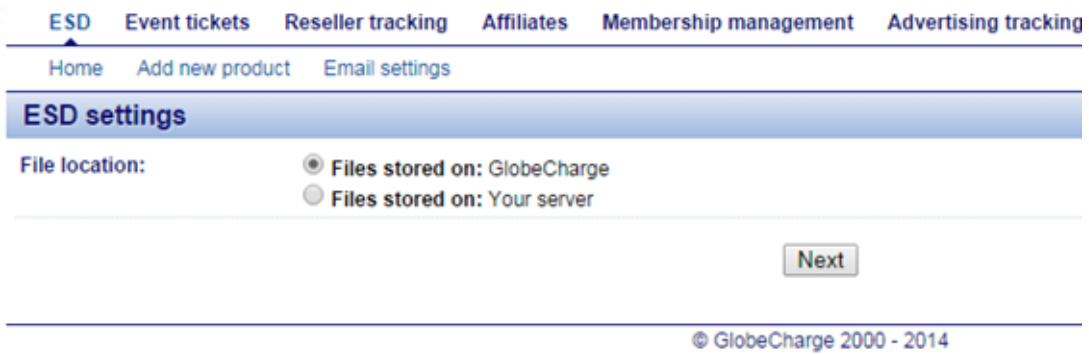 ESD Event tickets Reseller tracking Affiliates Membership management Advertising tracking
Home Add new product Email settings
ESD settings
File location: Files stored on: GlobeCharge
Files stored on: Your server
Next
© GlobeCharge 2000 - 2014